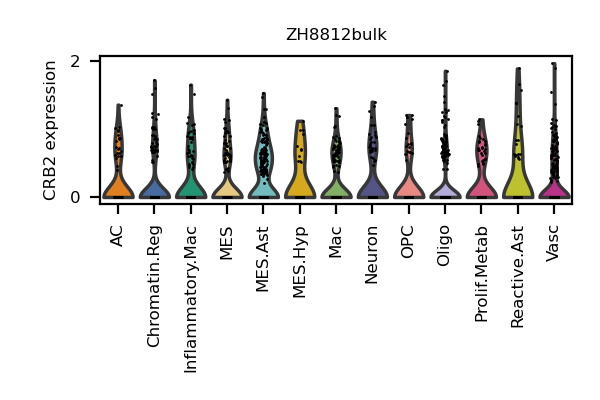 ZH8812bulk
CRB2 expression
2
0
AC
Chromatin.Reg
Inflammatory.Mac
MES
MES.Ast
MES.Hyp
Mac
Neuron
OPC
Oligo
Prolif.Metab
Reactive.Ast
Vasc